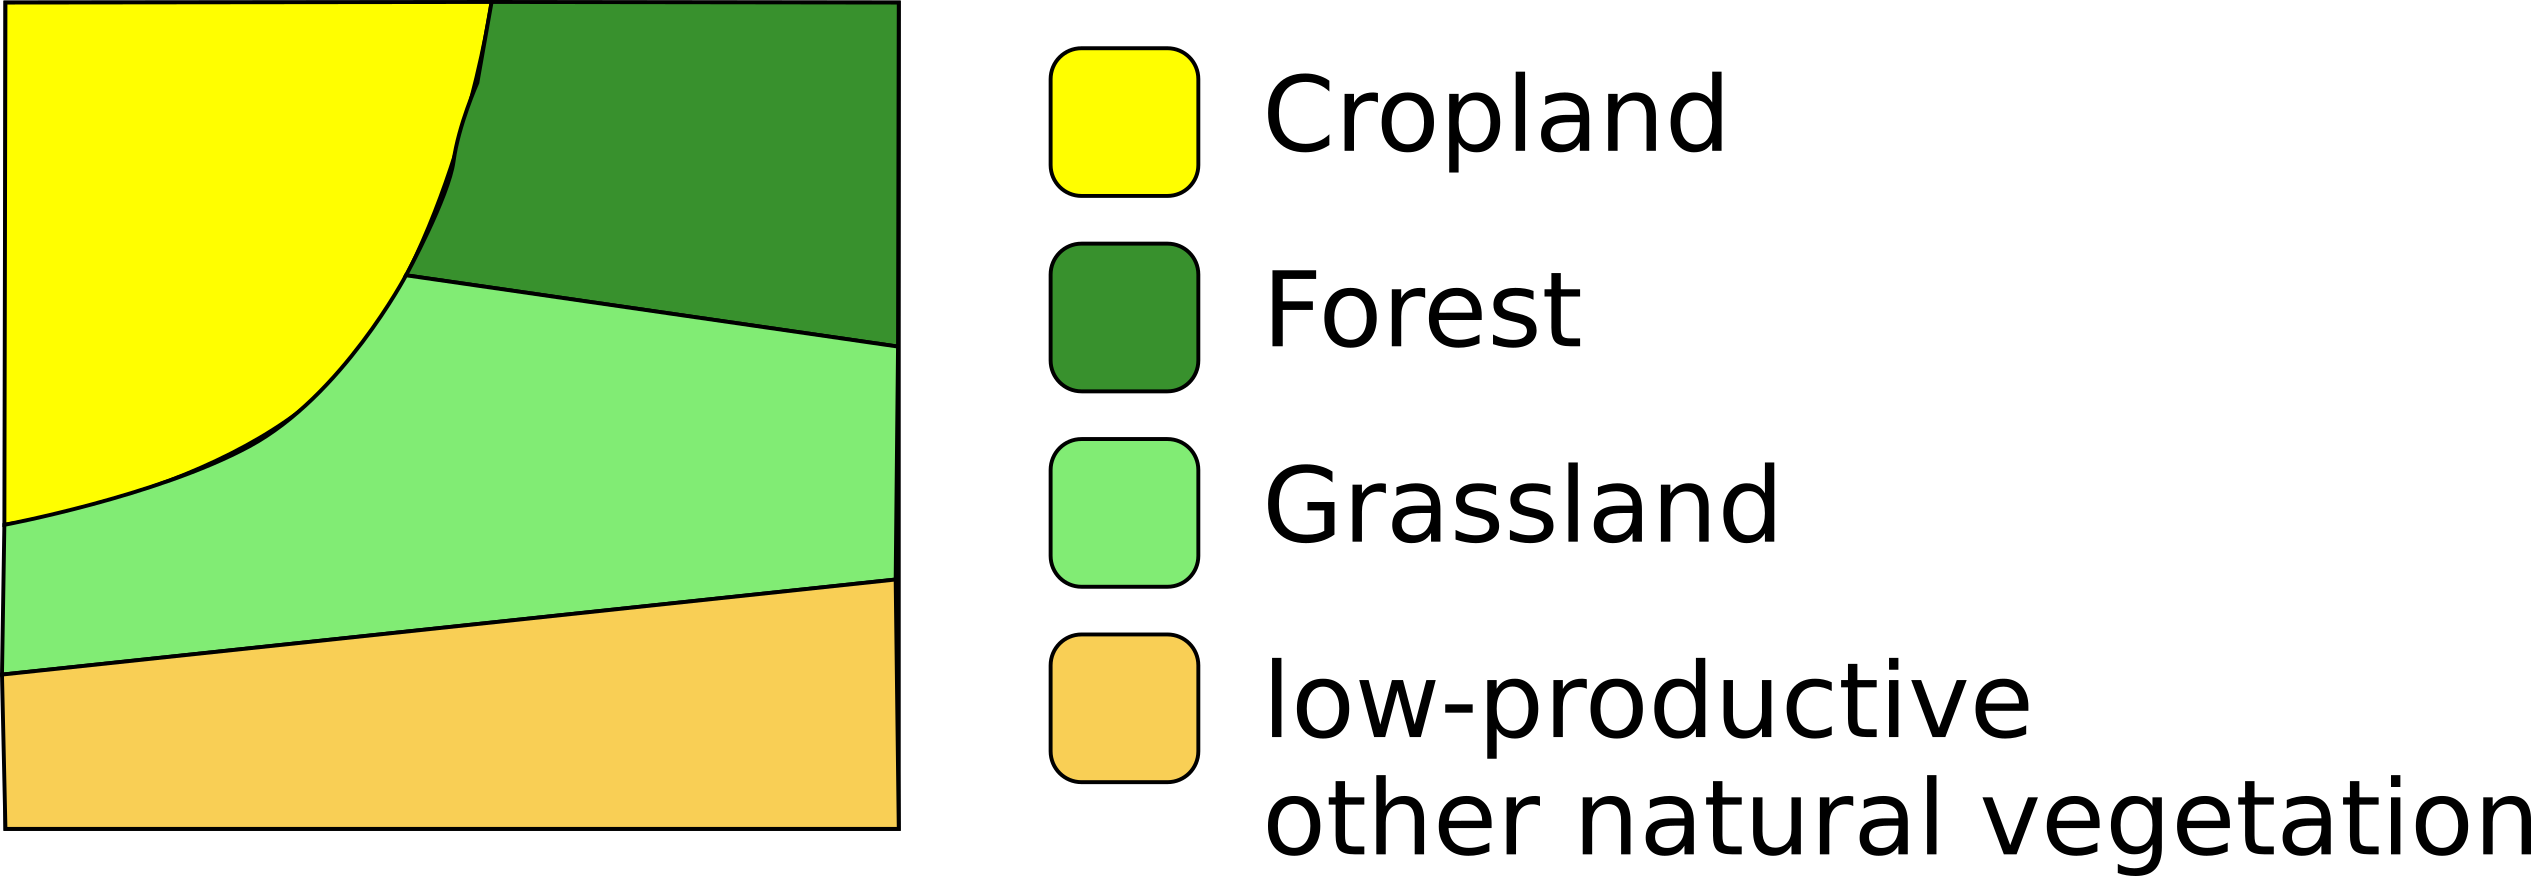 Cropland
Forest
Grassland
low-productive
other natural vegetation